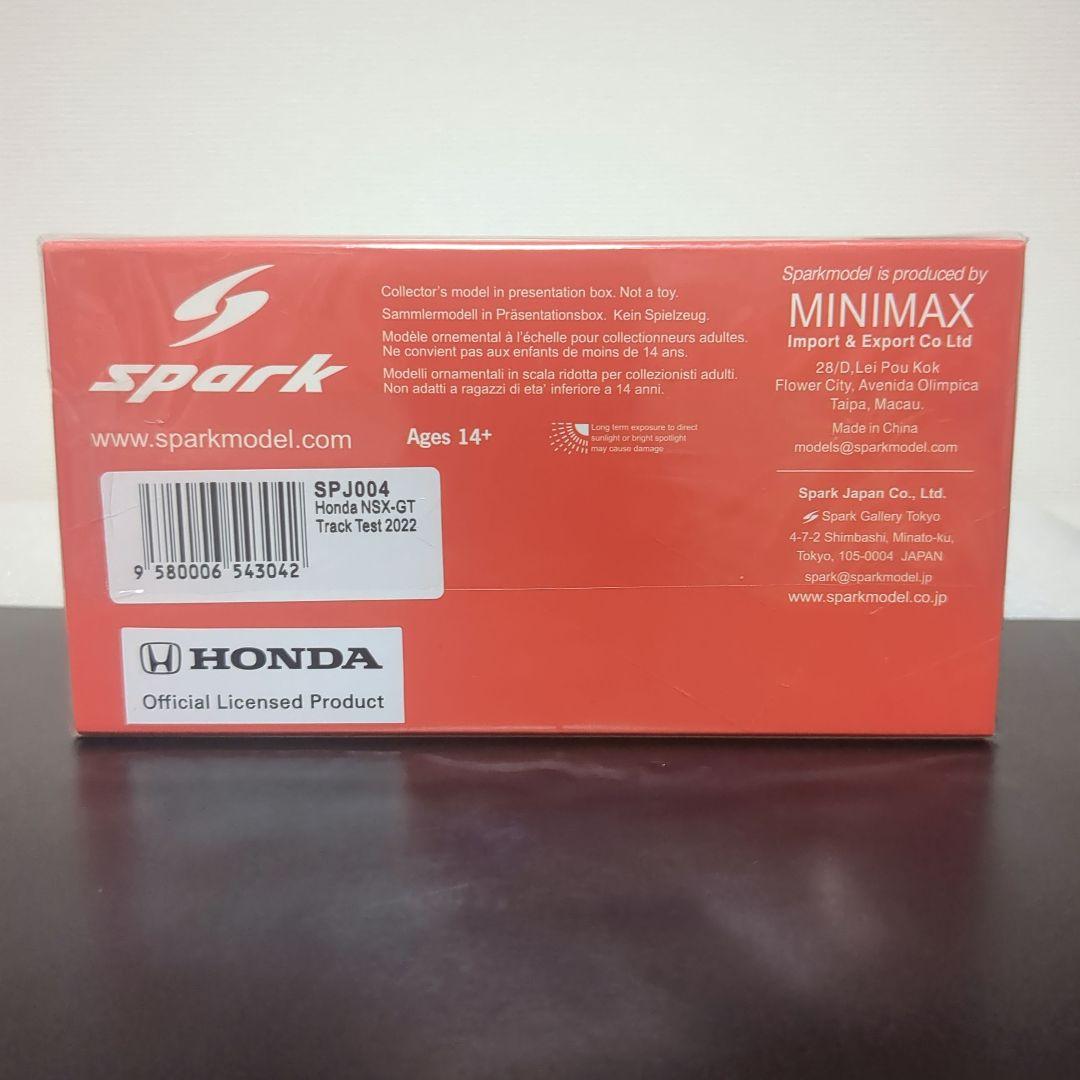 spark
www.sparkmodel.com
Collector's model in presentation box. Not a toy.
Sammlermodell in Präsentationsbox. Kein Spielzeug.
Modèle ornemental à l'échelle pour collectionneurs adultes.
Ne convient pas aux enfants de moins de 14 ans.
Modelli ornamentali in scala ridotta per collezionisti adulti.
Non adatti a ragazzi di eta' inferiore a 14 anni.
Ages 14+
Long term exposure to direct
sunlight or bright spotlight
may cause damage
Sparkmodel is produced by
MINIMAX
Import & Export Co Ltd
28/D,Lei Pou Kok
Flower City, Avenida Olimpica
Taipa, Macau.
Made in China
models@sparkmodel.com
Spark Japan Co., Ltd.
Spark Gallery Tokyo
4-7-2 Shimbashi, Minato-ku,
Tokyo, 105-0004 JAPAN
spark@sparkmodel.jp
www.sparkmodel.co.jp
SPJ004
Honda NSX-GT
Track Test 2022
9 580006 543042
HONDA
Official Licensed Product